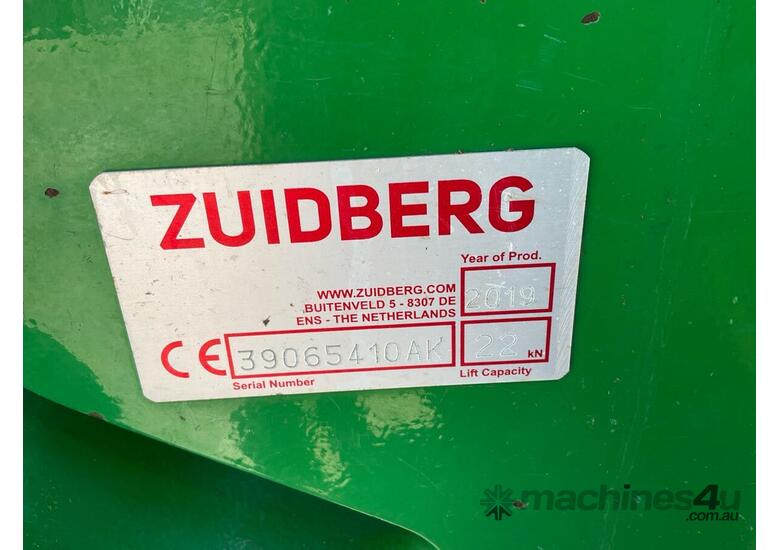 ZUIDBERG
Year of Prod.
2019
WWW.ZUIDBERG.COM
BUITENVELD 5 - 8307 DE
ENS - THE NETHERLANDS
CE 39065410AK
22 kN
Serial Number
Lift Capacity
machines4u
.com.au